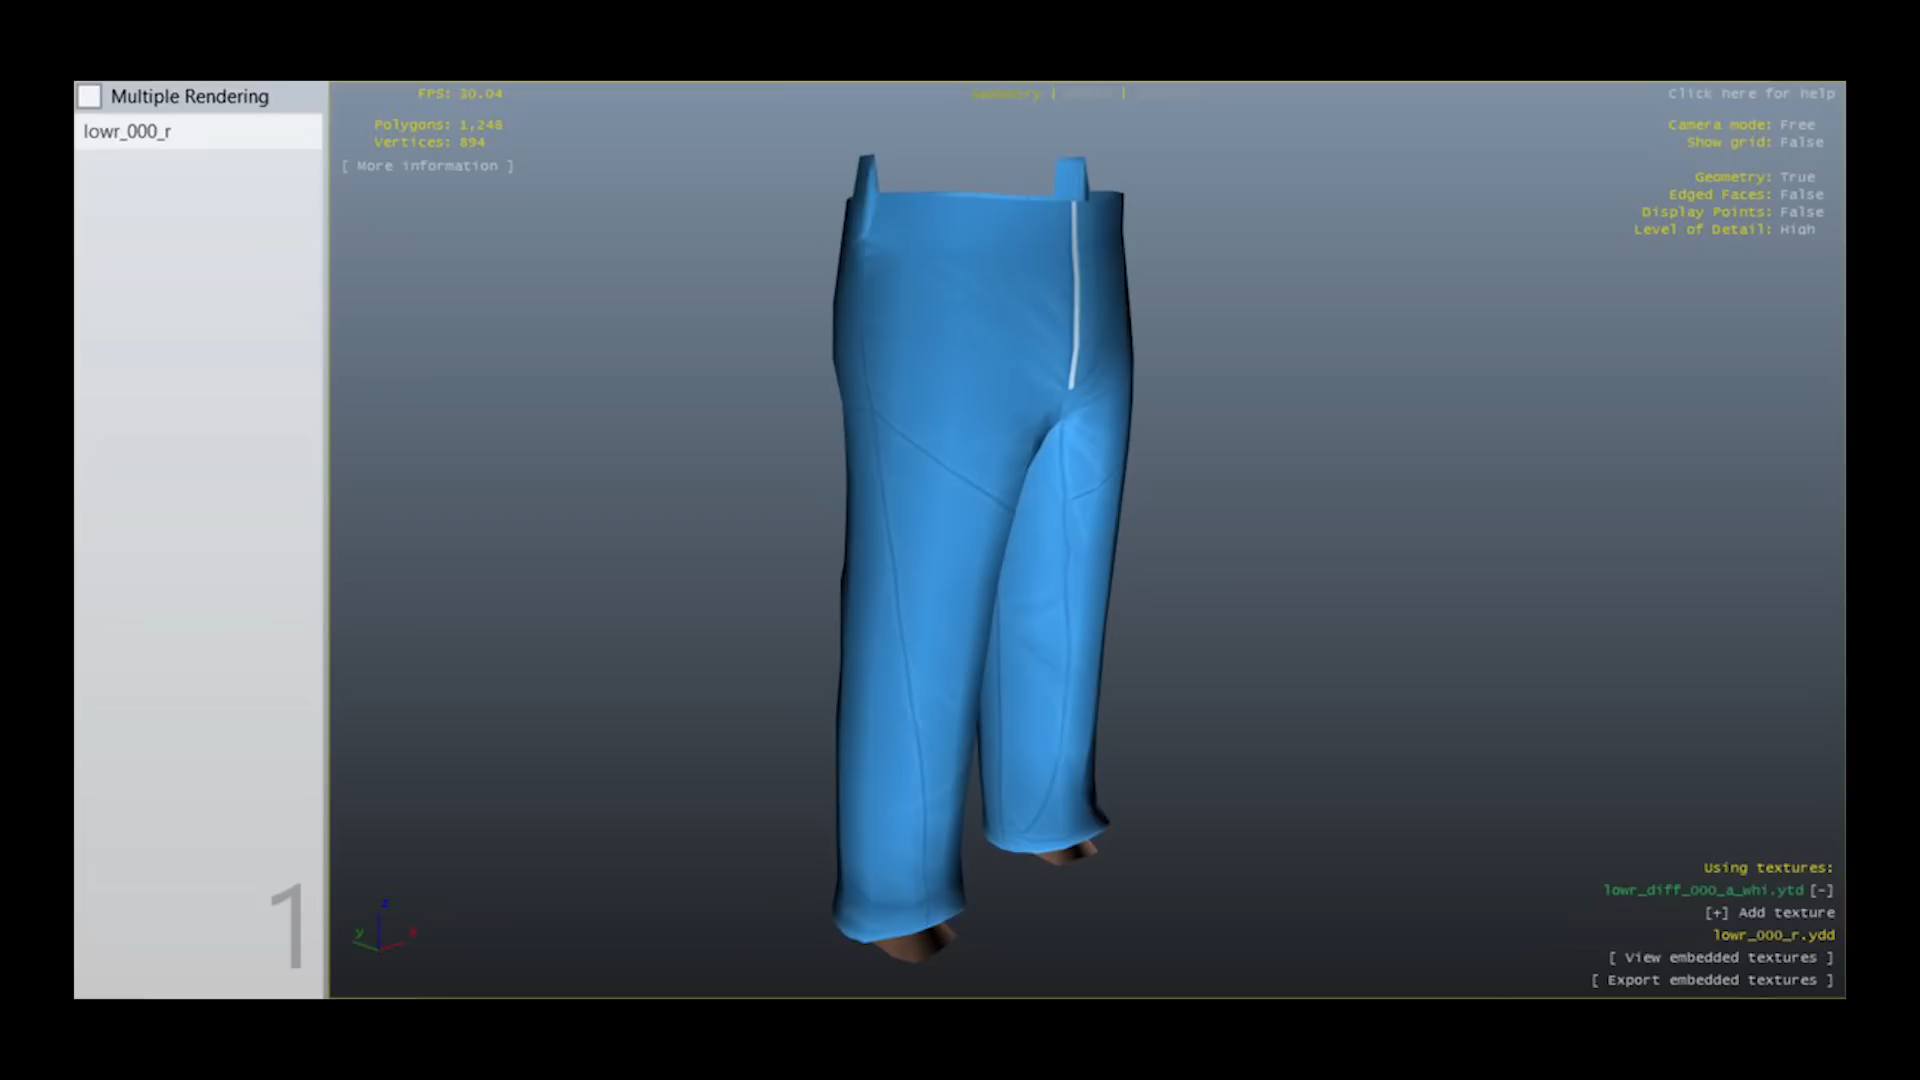 Multiple Rendering
lowr_000_r
1
FPS: 30.04
Polygons: 1,248
Vertices: 894
[ More information ]
Geometry |
Click here for help
Camera mode: Free
Show grid: False
Geometry: True
Edged Faces: False
Display Points: False
Level of Detail: High
z
y
x
Using textures:
lowr_diff_000_a_whi.ytd [-]
[+] Add texture
lowr_000_r.ydd
[ View embedded textures ]
[ Export embedded textures ]